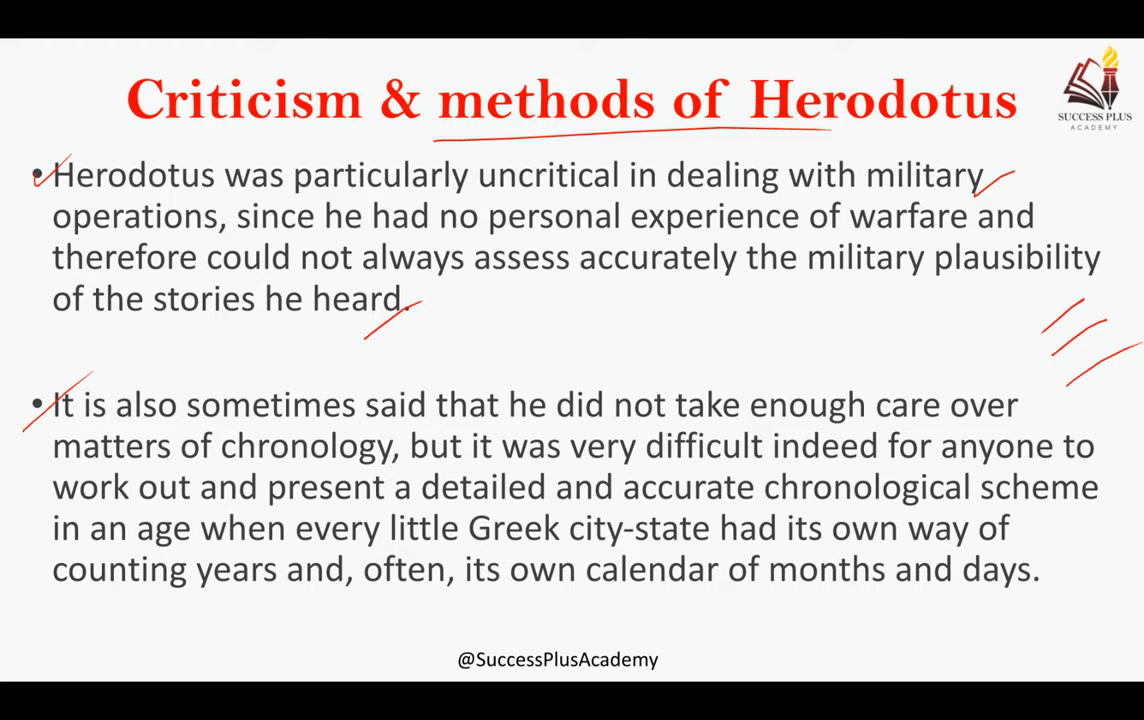 Criticism & methods of Herodotus
SUCCESS PLUS
ACADEMY
• Herodotus was particularly uncritical in dealing with military
operations, since he had no personal experience of warfare and
therefore could not always assess accurately the military plausibility
of the stories he heard.
• It is also sometimes said that he did not take enough care over
matters of chronology, but it was very difficult indeed for anyone to
work out and present a detailed and accurate chronological scheme
in an age when every little Greek city-state had its own way of
counting years and, often, its own calendar of months and days.
@SuccessPlusAcademy